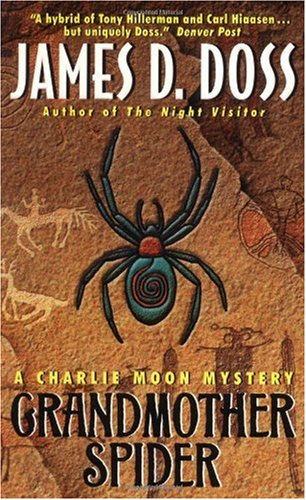 "A hybrid of Tony Hillerman and Carl Hiaasen...
but uniquely Doss." Denver Post
JAMES D. DOSS
Author of The Night Visitor
A CHARLIE MOON MYSTERY
GRANDMOTHER
SPIDER